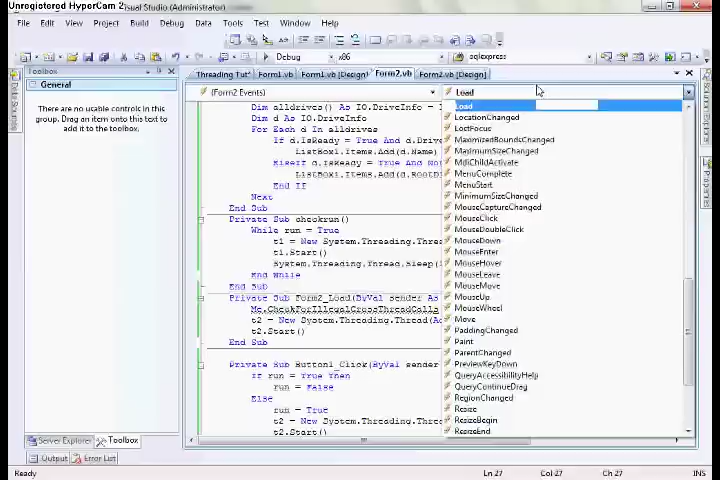 Unregistered HyperCam 2
Visual Studio (Administrator)
File Edit View Project Build Debug Data Tools Test Window Help
Debug x86 sqlexpress
Toolbox
General
There are no usable controls in this
group. Drag an item onto this text to
add it to the toolbox.
Data Sources
Server Explorer Toolbox
Output Error List
Threading Tut* Form1.vb Form1.vb [Design] Form2.vb Form2.vb [Design]
(Form2 Events) Load
Dim alldrives() As IO.DriveInfo =
Dim d As IO.DriveInfo
For Each d In alldrives
If d.IsReady = True And d.Driv
ListBox1.Items.Add(d.Name)
ElseIf d.IsReady = True And No
ListBox1.Items.Add(d.RootD
End If
Next
End Sub
Private Sub checkrun()
While run = True
t1 = New System.Threading.Thre
t1.Start()
System.Threading.Thread.Sleep(
End While
End Sub
Private Sub Form2_Load(ByVal sender As
Me.CheckForIllegalCrossThreadCalls
t2 = New System.Threading.Thread(A
t2.Start()
End Sub
Private Sub Button1_Click(ByVal sender
If run = True Then
run = False
Else
run = True
t2 = New System.Threading.Thre
t2.Start()
Load
LocationChanged
LostFocus
MaximizedBoundsChanged
MaximumSizeChanged
MdiChildActivate
MenuComplete
MenuStart
MinimumSizeChanged
MouseCaptureChanged
MouseClick
MouseDoubleClick
MouseDown
MouseEnter
MouseHover
MouseLeave
MouseMove
MouseUp
MouseWheel
Move
PaddingChanged
Paint
ParentChanged
PreviewKeyDown
QueryAccessibilityHelp
QueryContinueDrag
RegionChanged
Resize
ResizeBegin
ResizeEnd
Solution Explorer
Properties
Ready Ln 27 Col 27 Ch 27